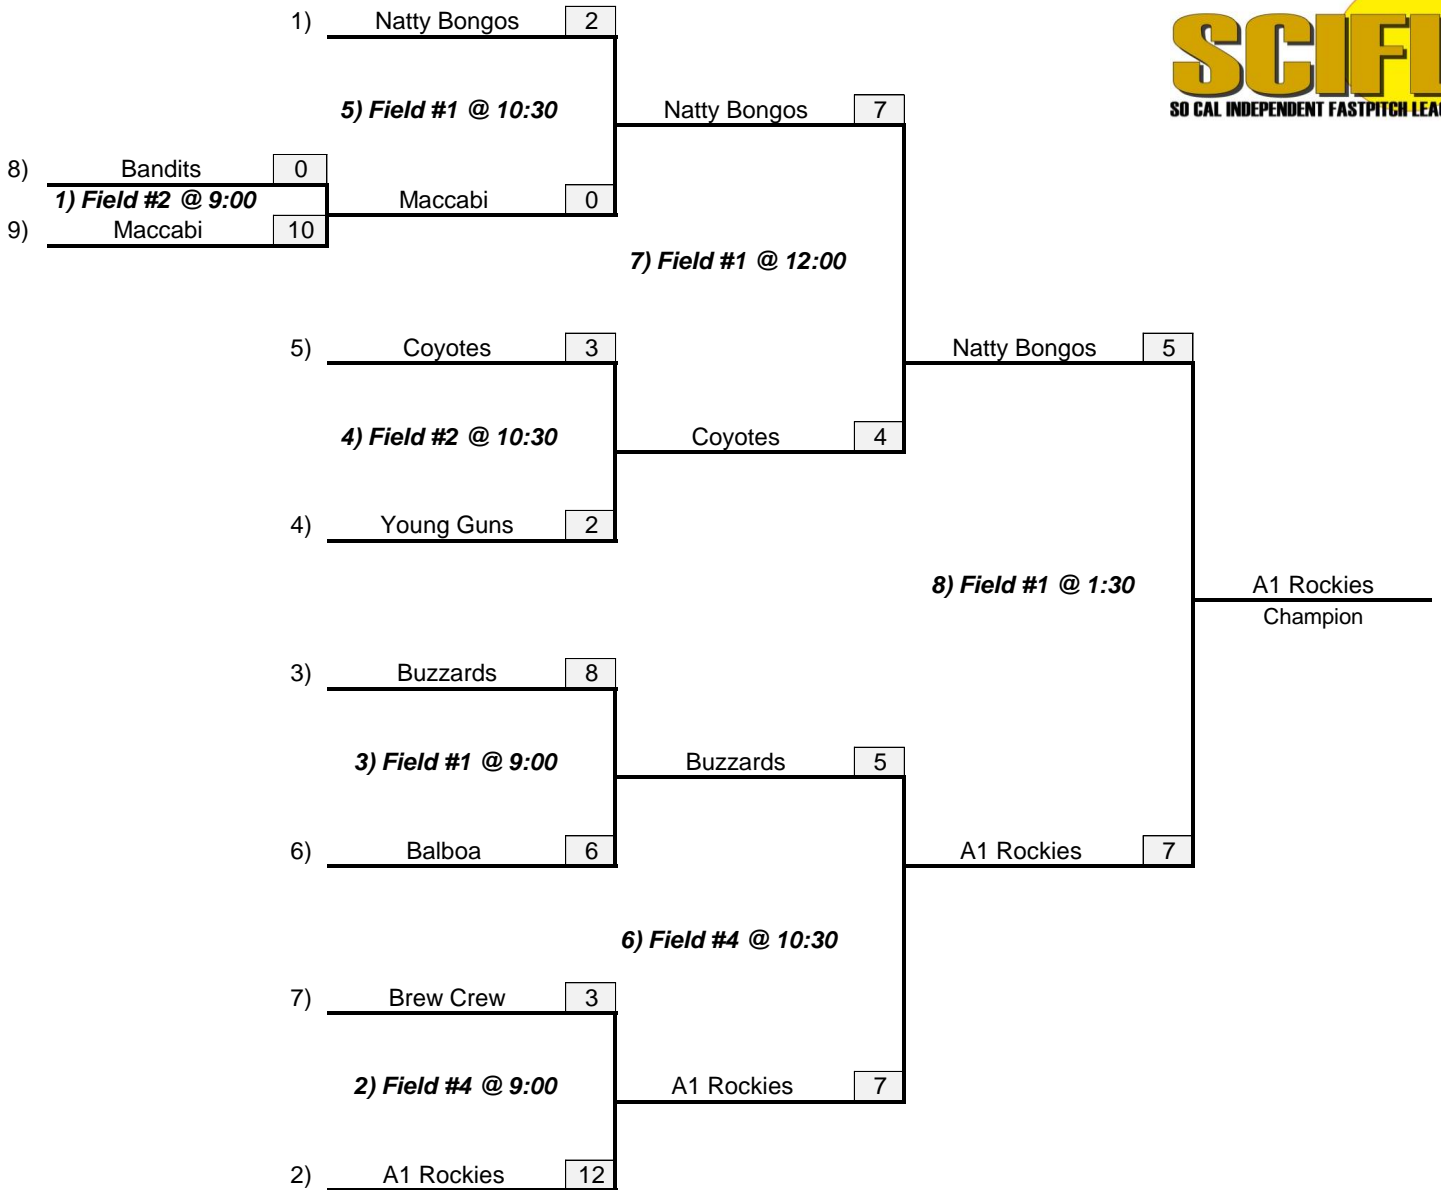 1) Natty Bongos 2
SO CAL INDEPENDENT FASTPITCH
5) Field #1 @ 10:30
Natty Bongos 7
8) Bandits 0
1) Field #2 @ 9:00
Maccabi 0
9) Maccabi 10
7) Field #1 @ 12:00
5) Coyotes 3
Natty Bongos 5
4) Field #2 @ 10:30
Coyotes 4
4) Young Guns 2
8) Field #1 @ 1:30
A1 Rockies
Champion
3) Buzzards 8
3) Field #1 @ 9:00
Buzzards 5
6) Balboa 6
A1 Rockies 7
6) Field #4 @ 10:30
7) Brew Crew 3
2) Field #4 @ 9:00
A1 Rockies 7
2) A1 Rockies 12